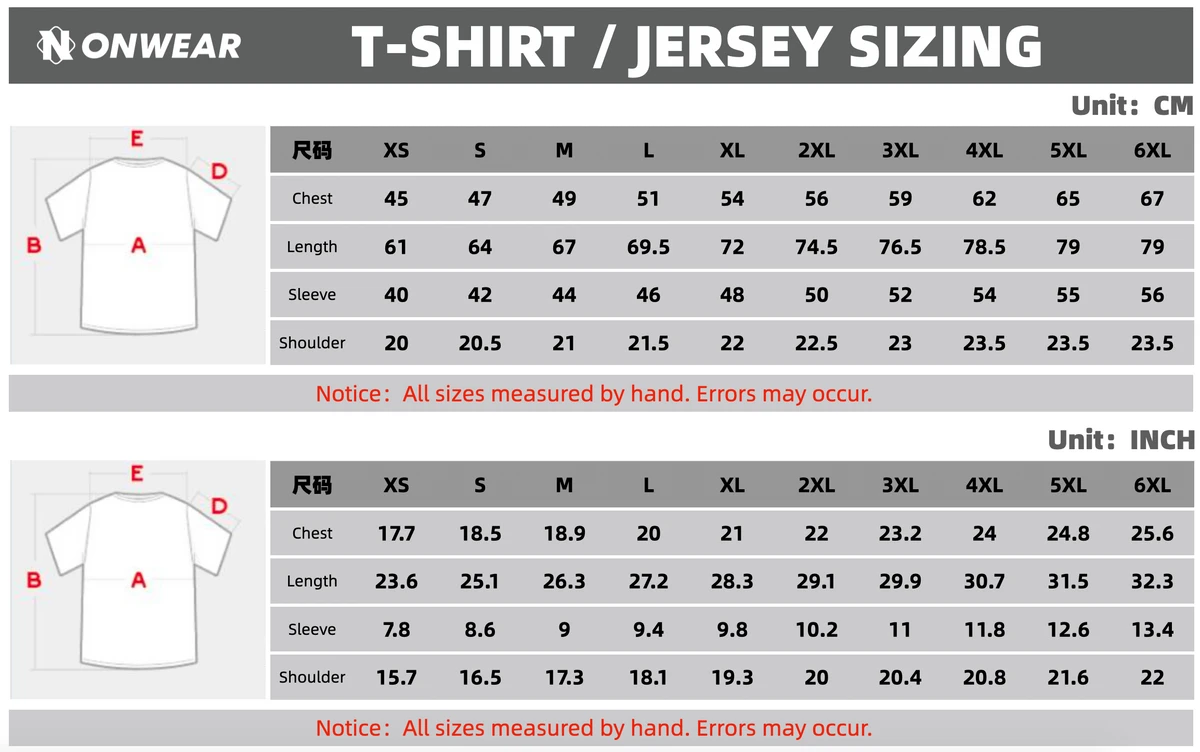 N ONWEAR T-SHIRT / JERSEY SIZING
Unit: CM
E
D
B
A
尺码 XS S M L XL 2XL 3XL 4XL 5XL 6XL
Chest 45 47 49 51 54 56 59 62 65 67
Length 61 64 67 69.5 72 74.5 76.5 78.5 79 79
Sleeve 40 42 44 46 48 50 52 54 55 56
Shoulder 20 20.5 21 21.5 22 22.5 23 23.5 23.5 23.5
Notice: All sizes measured by hand. Errors may occur.
Unit: INCH
E
D
B
A
尺码 XS S M L XL 2XL 3XL 4XL 5XL 6XL
Chest 17.7 18.5 18.9 20 21 22 23.2 24 24.8 25.6
Length 23.6 25.1 26.3 27.2 28.3 29.1 29.9 30.7 31.5 32.3
Sleeve 7.8 8.6 9 9.4 9.8 10.2 11 11.8 12.6 13.4
Shoulder 15.7 16.5 17.3 18.1 19.3 20 20.4 20.8 21.6 22
Notice: All sizes measured by hand. Errors may occur.